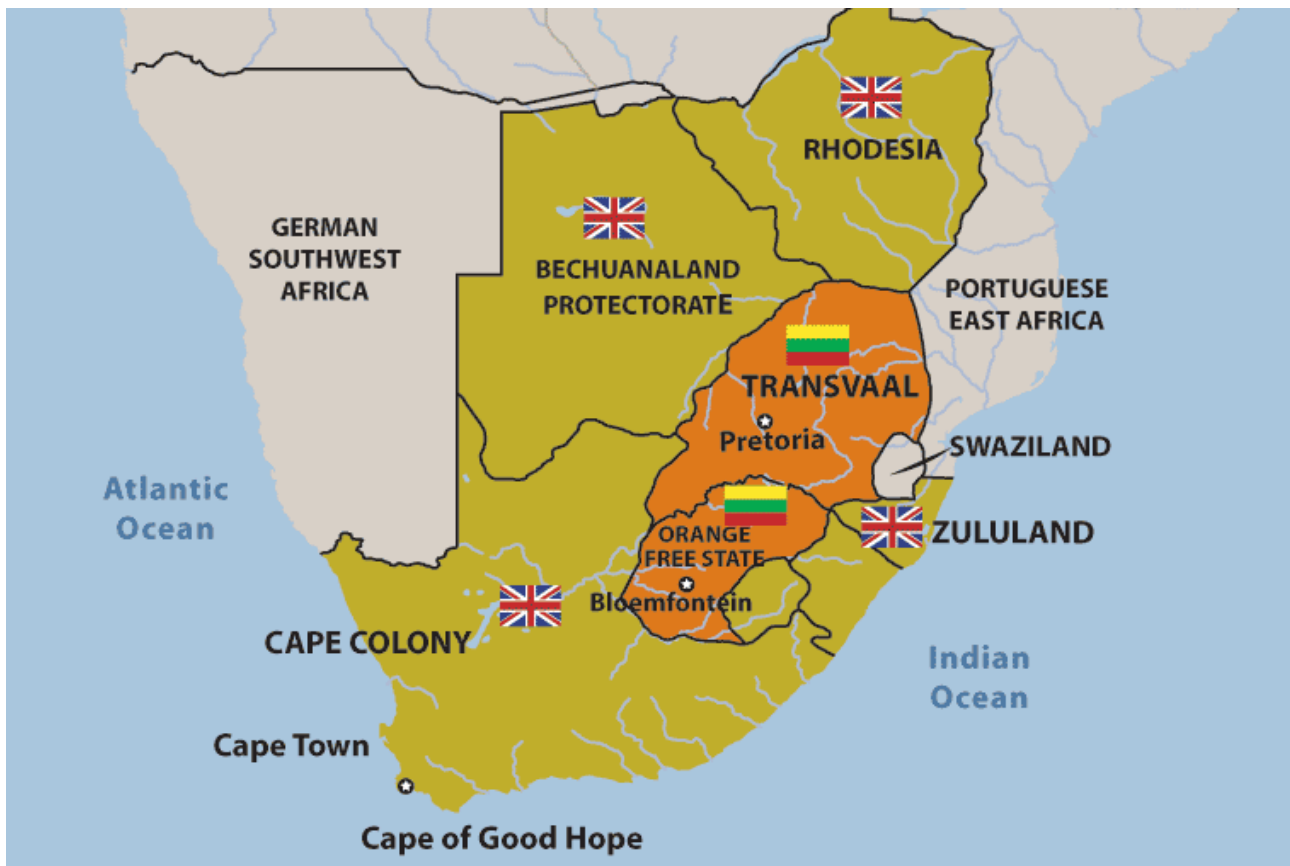 RHODESIA
GERMAN
SOUTHWEST
AFRICA
BECHUANALAND
PROTECTORATE
PORTUGUESE
EAST AFRICA
TRANSVAAL
Pretoria
SWAZILAND
Atlantic
Ocean
ORANGE
FREE STATE
ZULULAND
Bloemfontein
CAPE COLONY
Indian
Ocean
Cape Town
Cape of Good Hope